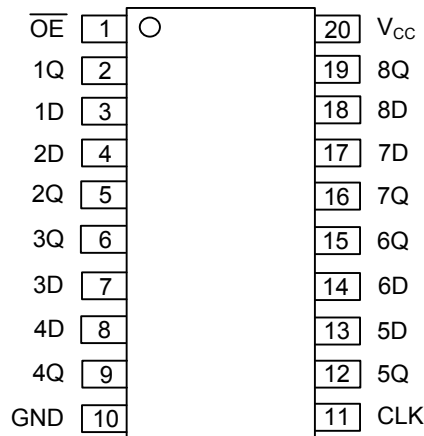 O̅E̅ 1 20 VCC
1Q 2 19 8Q
1D 3 18 8D
2D 4 17 7D
2Q 5 16 7Q
3Q 6 15 6Q
3D 7 14 6D
4D 8 13 5D
4Q 9 12 5Q
GND 10 11 CLK